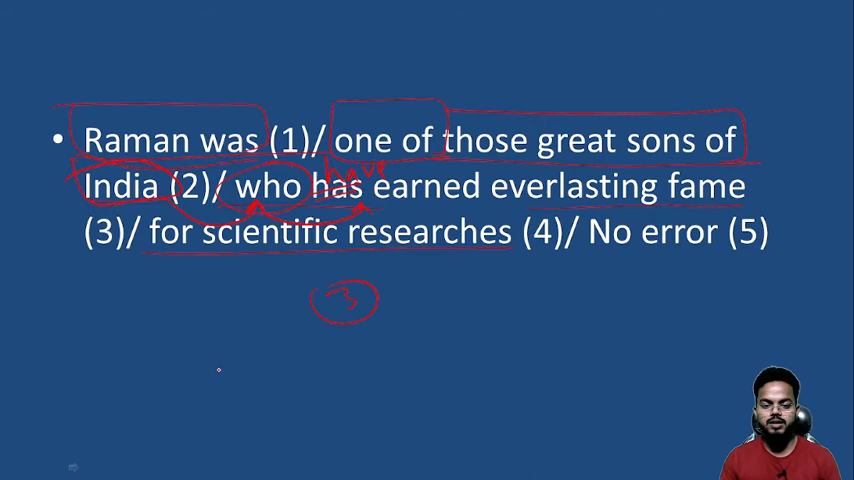 • Raman was (1)/ one of those great sons of
have
India (2)/ who has earned everlasting fame
(3)/ for scientific researches (4)/ No error (5)
3